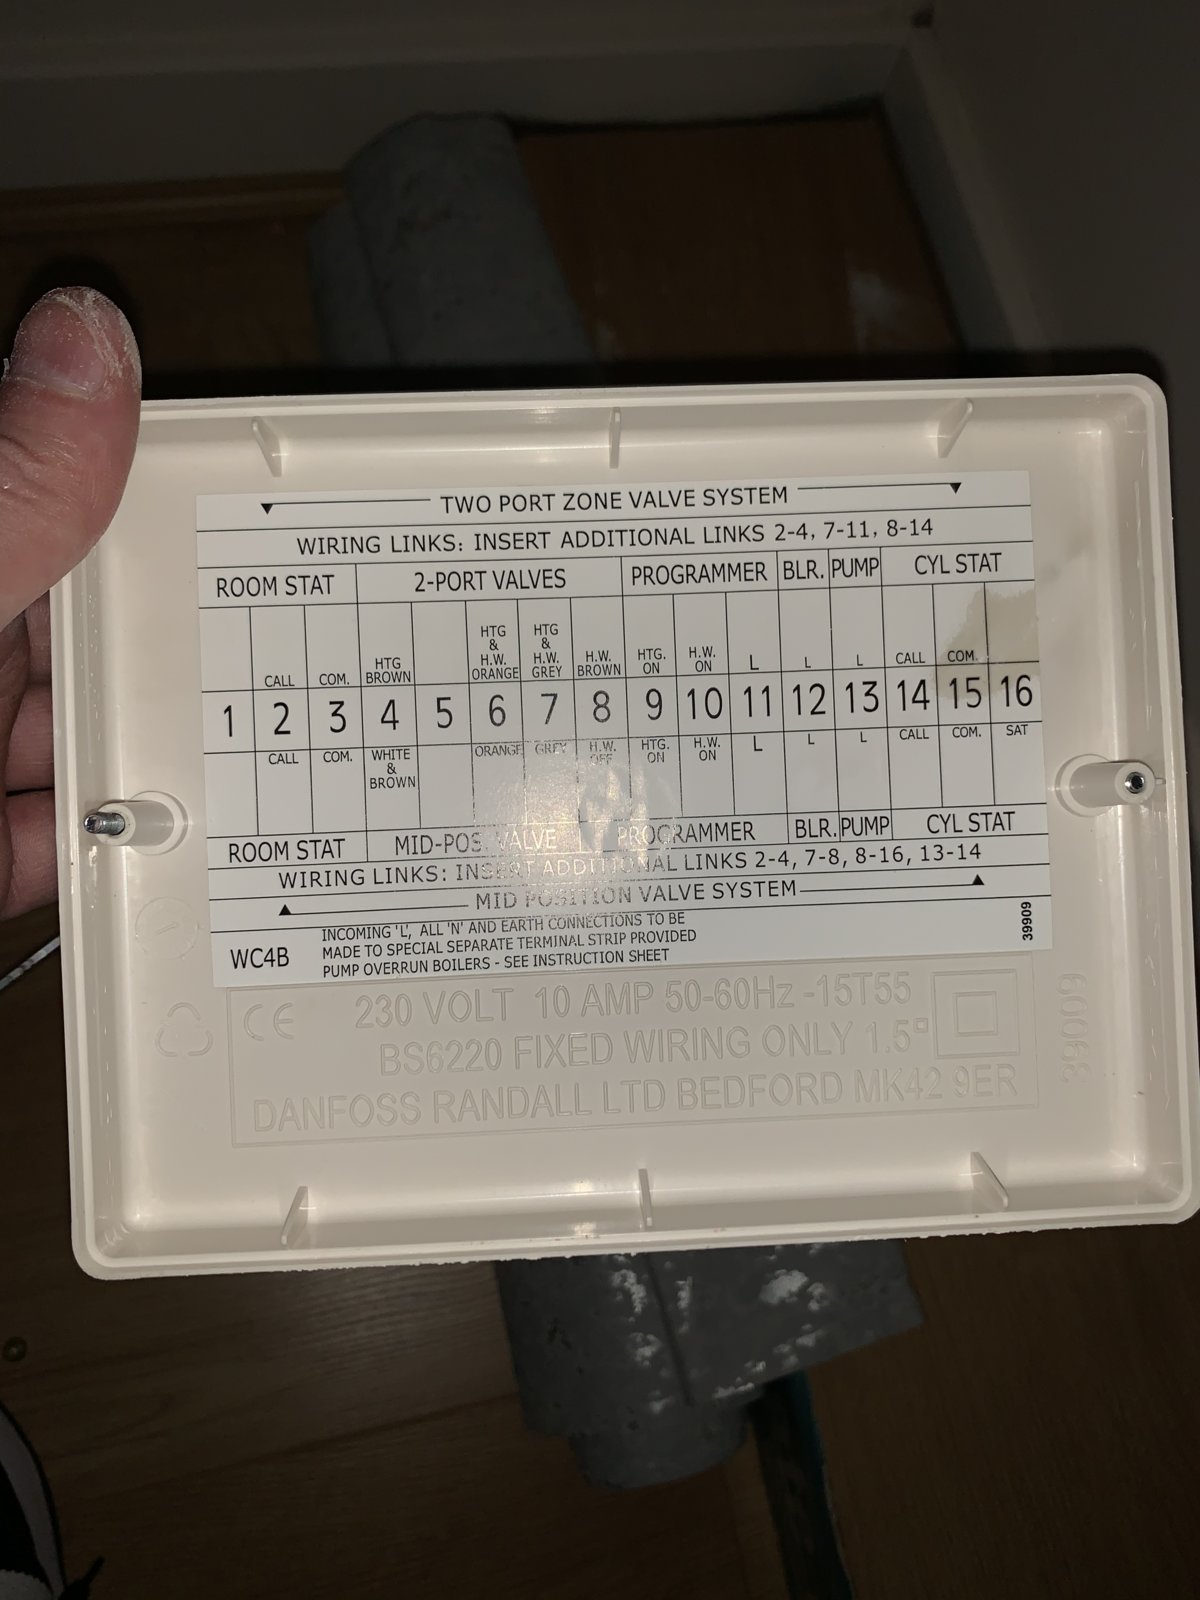 TWO PORT ZONE VALVE SYSTEM
WIRING LINKS: INSERT ADDITIONAL LINKS 2-4, 7-11, 8-14
ROOM STAT 2-PORT VALVES PROGRAMMER BLR. PUMP CYL STAT
CALL COM. HTG BROWN HTG & H.W. ORANGE HTG & H.W. GREY H.W. BROWN HTG. ON H.W. ON L L L CALL COM.
1 2 3 4 5 6 7 8 9 10 11 12 13 14 15 16
CALL COM. WHITE & BROWN ORANGE GREY H.W. OFF HTG. ON H.W. ON L L L CALL COM. SAT
ROOM STAT MID-POS. VALVE PROGRAMMER BLR. PUMP CYL STAT
WIRING LINKS: INSERT ADDITIONAL LINKS 2-4, 7-8, 8-16, 13-14
MID POSITION VALVE SYSTEM
WC4B
INCOMING 'L', ALL 'N' AND EARTH CONNECTIONS TO BE
MADE TO SPECIAL SEPARATE TERMINAL STRIP PROVIDED
PUMP OVERRUN BOILERS - SEE INSTRUCTION SHEET
39909
CE
230 VOLT 10 AMP 50-60Hz -15T55
BS6220 FIXED WIRING ONLY 1.5▫
DANFOSS RANDALL LTD BEDFORD MK42 9ER
39009